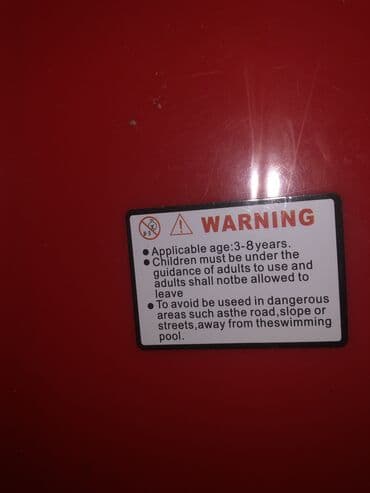 WARNING
Applicable age:3-8years.
Children must be under the
guidance of adults to use and
adults shall notbe allowed to
leave
To avoid be useed in dangerous
areas such asthe road,slope or
streets,away from theswimming
pool.